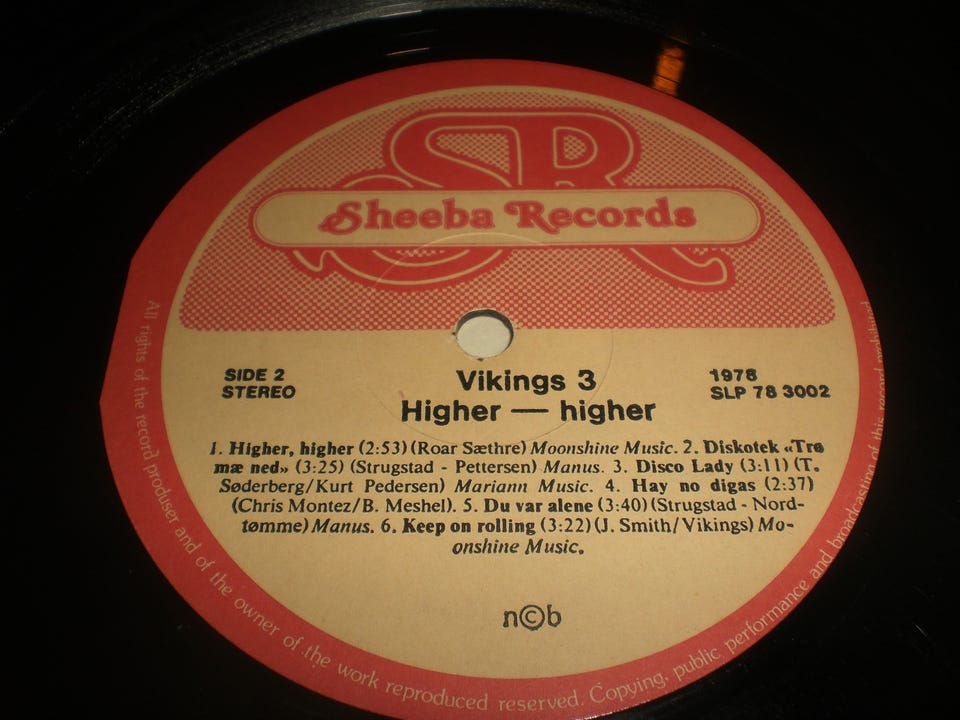 SR
Sheeba Records
SIDE 2
STEREO
Vikings 3
Higher — higher
1978
SLP 78 3002
1. Higher, higher (2:53) (Roar Sæthre) Moonshine Music. 2. Diskotek «Trø
mæ ned» (3:25) (Strugstad - Pettersen) Manus. 3. Disco Lady (3:11) (T.
Søderberg/Kurt Pedersen) Mariann Music. 4. Hay no digas (2:37)
(Chris Montez/B. Meshel). 5. Du var alene (3:40) (Strugstad - Nord-
tømme) Manus. 6. Keep on rolling (3:22) (J. Smith/Vikings) Mo-
onshine Music.
n©b
All rights of the record produser and of the owner of the work reproduced reserved. Copying, public performance and broadcasting of this record prohibited